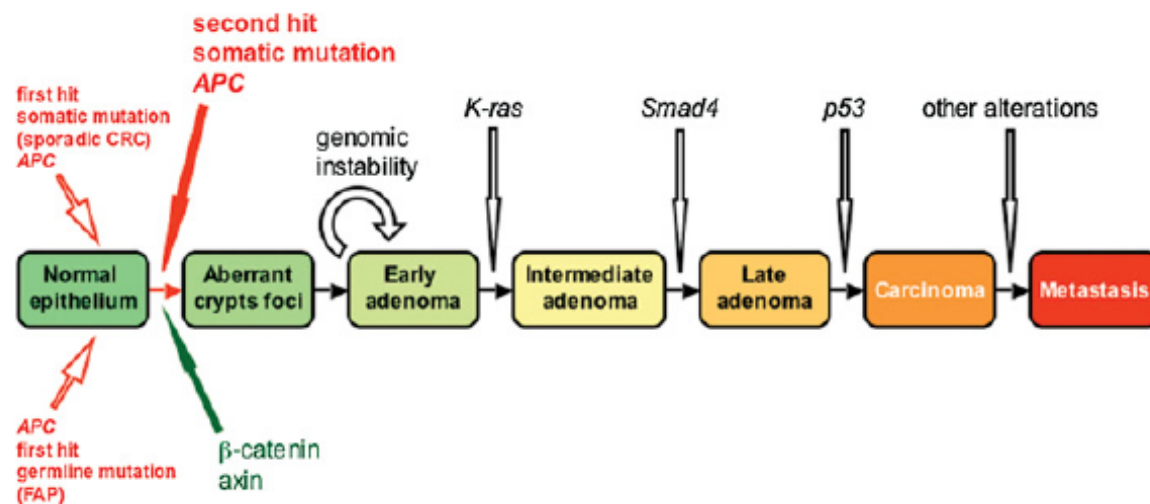 second hit
somatic mutation
APC
first hit
somatic mutation
(sporadic CRC)
APC
genomic
instability
K-ras
Smad4
p53
other alterations
Normal
epithelium
Aberrant
crypts foci
Early
adenoma
Intermediate
adenoma
Late
adenoma
Carcinoma
Metastasis
APC
first hit
germline mutation
(FAP)
β-catenin
axin